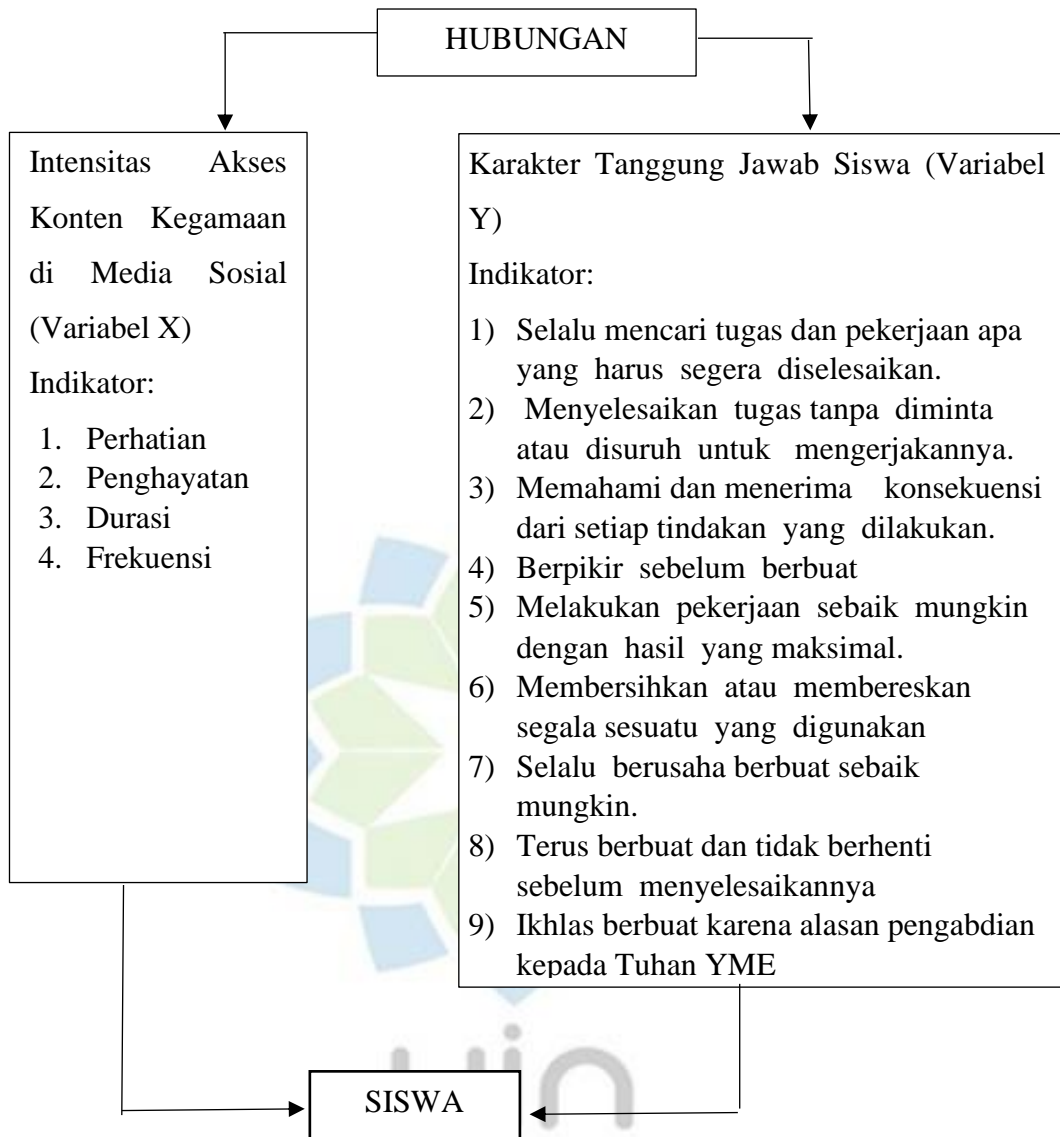 HUBUNGAN
Intensitas Akses
Konten Kegamaan
di Media Sosial
(Variabel X)
Indikator:
1. Perhatian
2. Penghayatan
3. Durasi
4. Frekuensi
Karakter Tanggung Jawab Siswa (Variabel
Y)
Indikator:
1) Selalu mencari tugas dan pekerjaan apa
yang harus segera diselesaikan.
2) Menyelesaikan tugas tanpa diminta
atau disuruh untuk mengerjakannya.
3) Memahami dan menerima konsekuensi
dari setiap tindakan yang dilakukan.
4) Berpikir sebelum berbuat
5) Melakukan pekerjaan sebaik mungkin
dengan hasil yang maksimal.
6) Membersihkan atau membereskan
segala sesuatu yang digunakan
7) Selalu berusaha berbuat sebaik
mungkin.
8) Terus berbuat dan tidak berhenti
sebelum menyelesaikannya
9) Ikhlas berbuat karena alasan pengabdian
kepada Tuhan YME
uin
SISWA